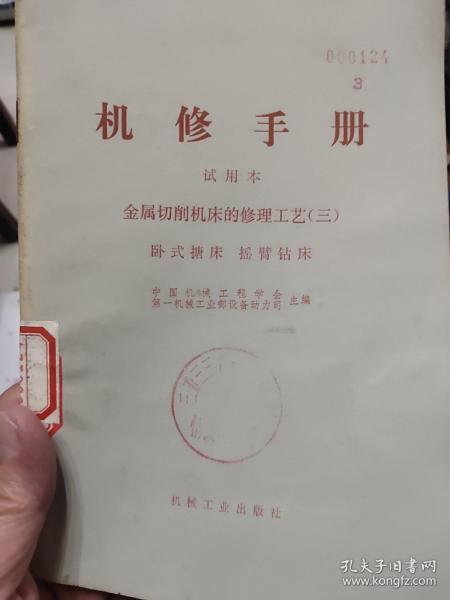 000124
3
机修手册
试用本
金属切削机床的修理工艺(三)
卧式搪床 摇臂钻床
中国机械工程学会
第一机械工业部设备动力司 主编
机械工业出版社
孔夫子旧书网
www.kongfz.com